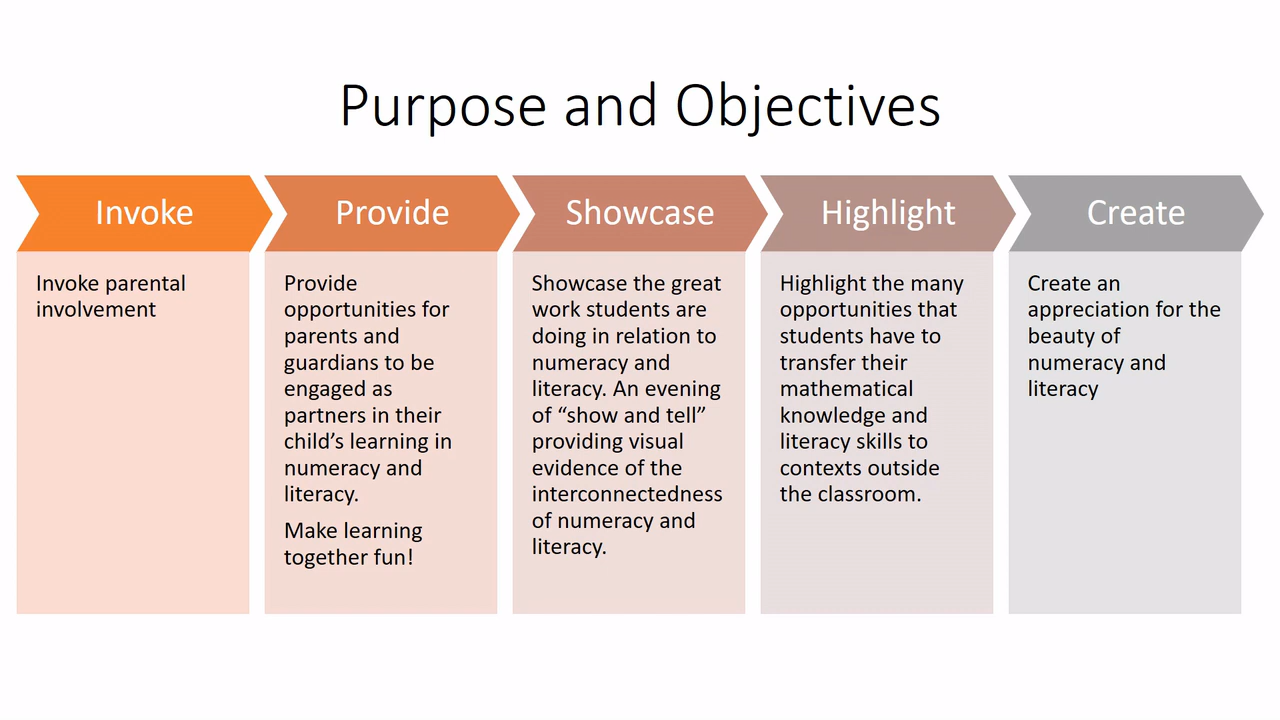 Purpose and Objectives
Invoke
Invoke parental
involvement
Provide
Provide
opportunities for
parents and
guardians to be
engaged as
partners in their
child’s learning in
numeracy and
literacy.
Make learning
together fun!
Showcase
Showcase the great
work students are
doing in relation to
numeracy and
literacy. An evening
of “show and tell”
providing visual
evidence of the
interconnectedness
of numeracy and
literacy.
Highlight
Highlight the many
opportunities that
students have to
transfer their
mathematical
knowledge and
literacy skills to
contexts outside
the classroom.
Create
Create an
appreciation for the
beauty of
numeracy and
literacy